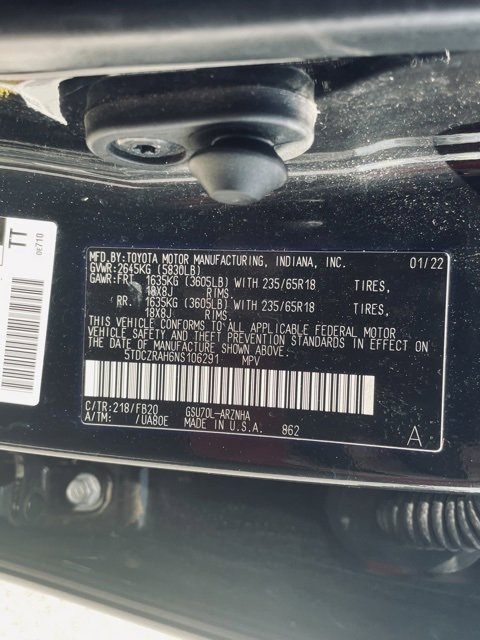 TT
0E710
MFD. BY: TOYOTA MOTOR MANUFACTURING, INDIANA, INC. 01/22
GVWR: 2645KG (5830LB)
GAWR: FRT. 1635KG (3605LB) WITH 235/65R18 TIRES,
18X8J RIMS.
RR. 1635KG (3605LB) WITH 235/65R18 TIRES,
18X8J RIMS.
THIS VEHICLE CONFORMS TO ALL APPLICABLE FEDERAL MOTOR
VEHICLE SAFETY AND THEFT PREVENTION STANDARDS IN EFFECT
ON THE DATE OF MANUFACTURE SHOWN ABOVE.
5TDCZRAH6NS106291 MPV
C/TR: 218/FB20 GSU70L-ARZNHA
A/TM: /UA80E MADE IN U.S.A. 862 A